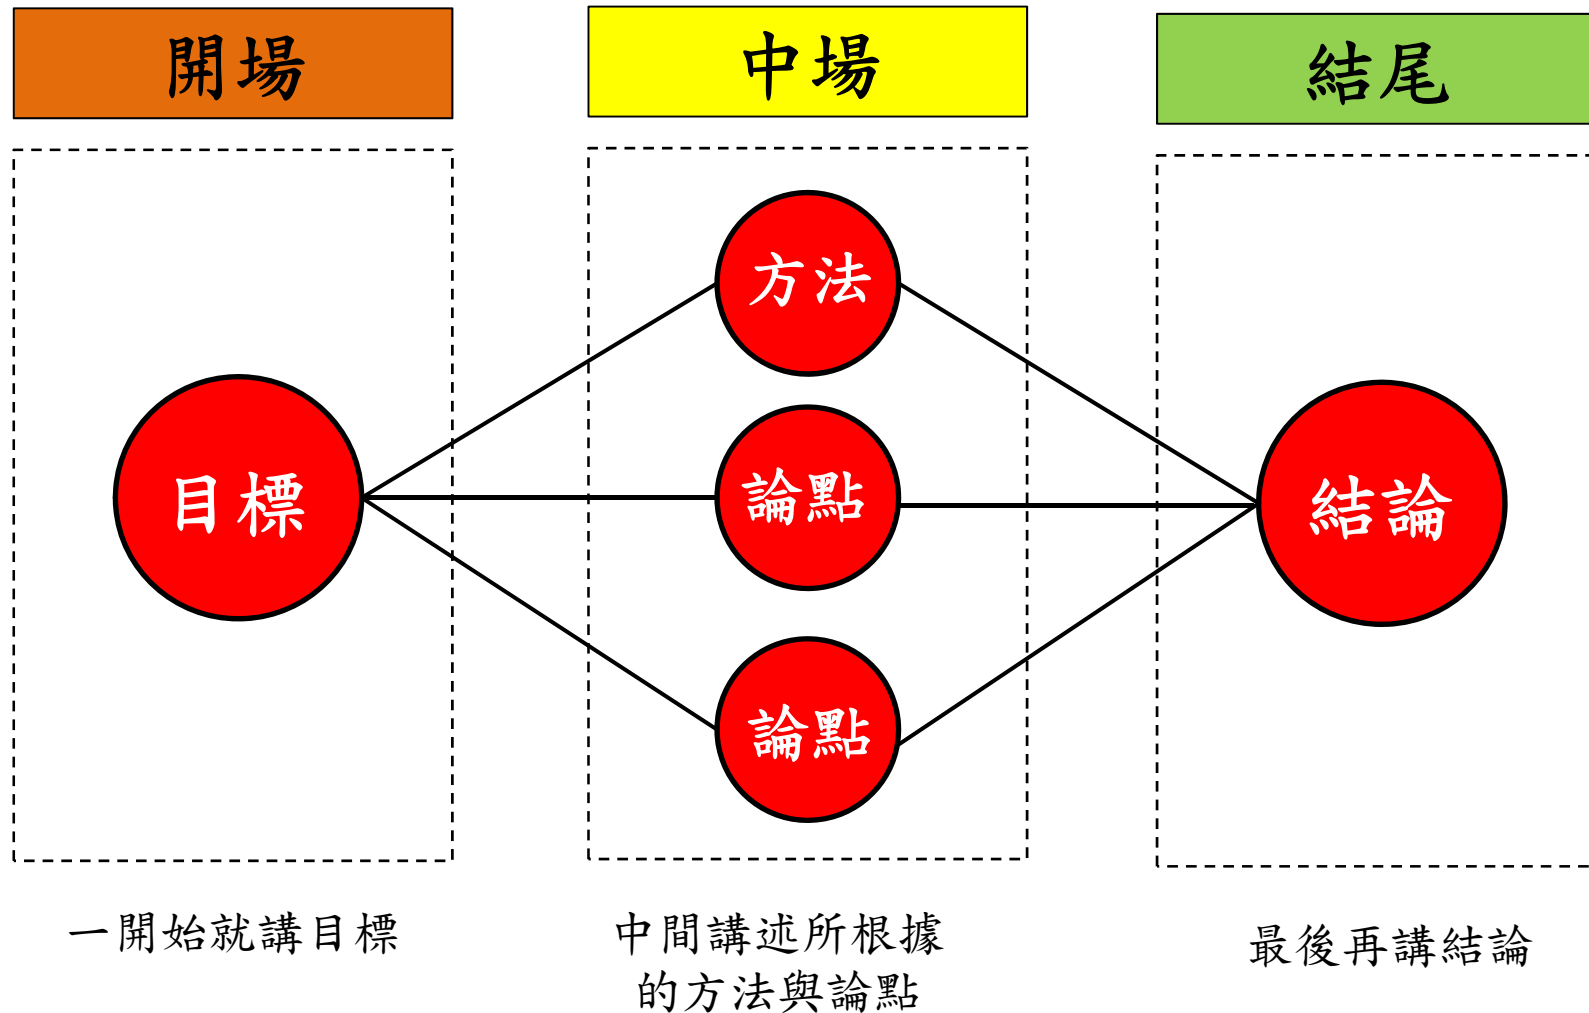 開場
中場
結尾
目標
方法
論點
論點
結論
一開始就講目標
中間講述所根據
的方法與論點
最後再講結論